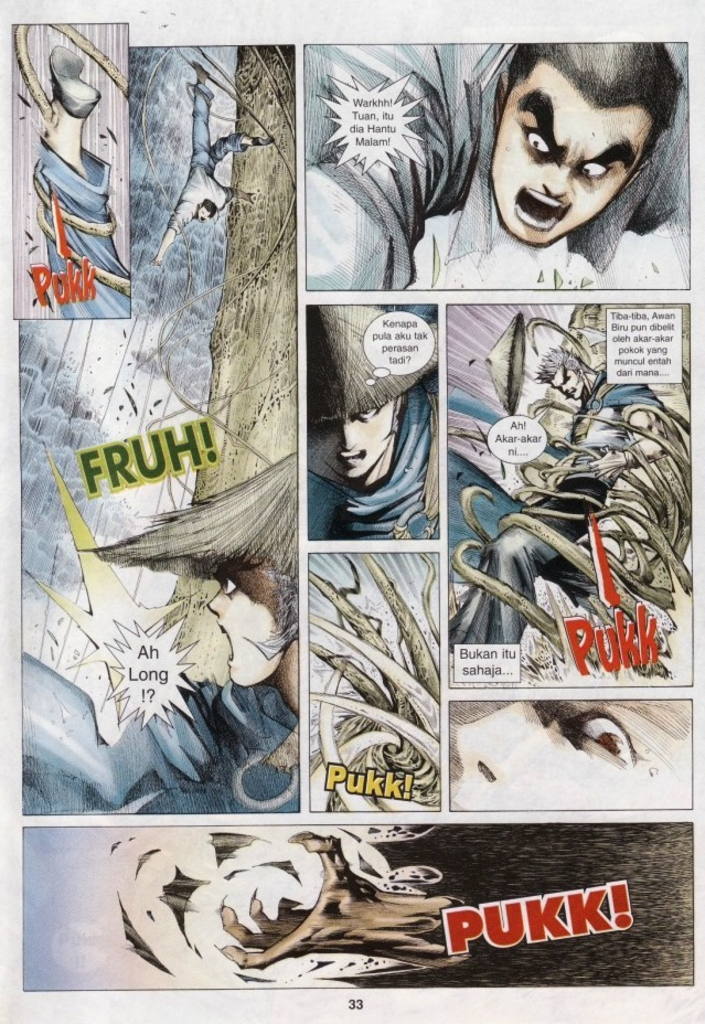 Pukk
FRUH!
Ah
Long
!?
Warkhh!
Tuan, itu
dia Hantu
Malam!
Kenapa
pula aku tak
perasan
tadi?
Tiba-tiba, Awan
Biru pun dibelit
oleh akar-akar
pokok yang
muncul entah
dari mana....
Ah!
Akar-akar
ni....
Pukk
Bukan itu
sahaja...
Pukk!
PUKK!
33